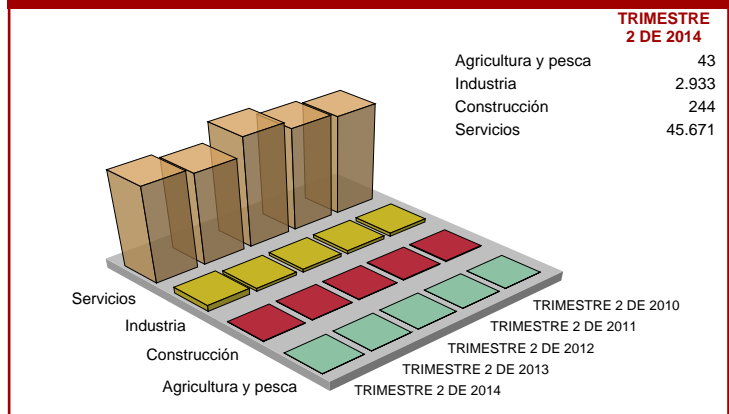 TRIMESTRE
2 DE 2014
Agricultura y pesca 43
Industria 2.933
Construcción 244
Servicios 45.671
Servicios
Industria
Construcción
Agricultura y pesca
TRIMESTRE 2 DE 2010
TRIMESTRE 2 DE 2011
TRIMESTRE 2 DE 2012
TRIMESTRE 2 DE 2013
TRIMESTRE 2 DE 2014